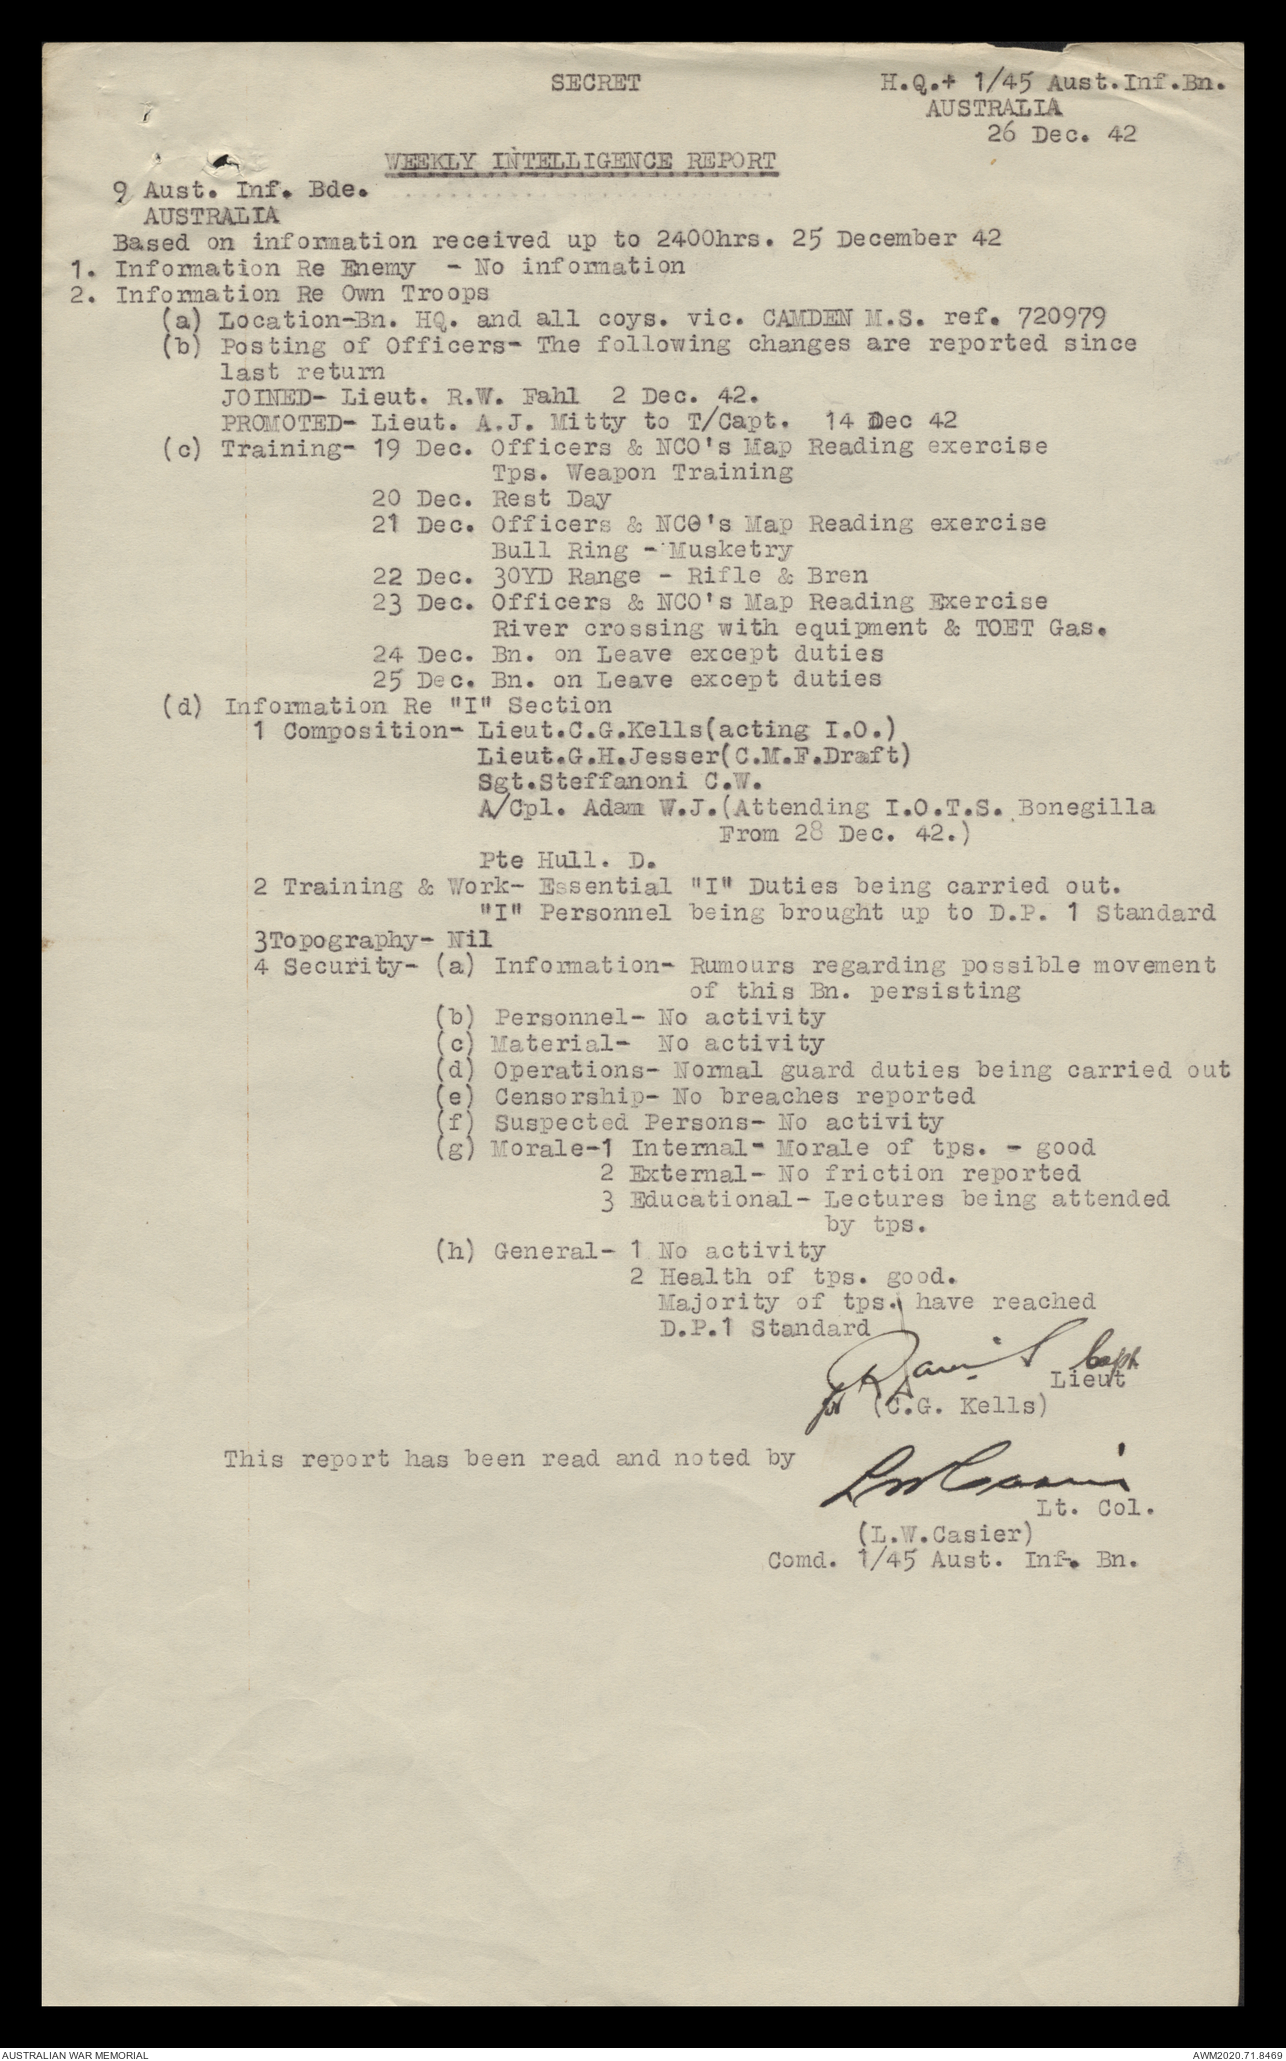 SECRET
H.Q.+ 1/45 Aust.Inf.Bn.
AUSTRALIA
26 Dec. 42
WEEKLY INTELLIGENCE REPORT
9 Aust. Inf. Bde.
AUSTRALIA
Based on information received up to 2400hrs. 25 December 42
1. Information Re Enemy - No information
2. Information Re Own Troops
(a) Location-Bn. HQ. and all coys. vic. CAMDEN M.S. ref. 720979
(b) Posting of Officers- The following changes are reported since
last return
JOINED- Lieut. R.W. Fahl 2 Dec. 42.
PROMOTED- Lieut. A.J. Mitty to T/Capt. 14 Dec 42
(c) Training- 19 Dec. Officers & NCO's Map Reading exercise
Tps. Weapon Training
20 Dec. Rest Day
21 Dec. Officers & NCO's Map Reading exercise
Bull Ring - Musketry
22 Dec. 30YD Range - Rifle & Bren
23 Dec. Officers & NCO's Map Reading Exercise
River crossing with equipment & TOET Gas.
24 Dec. Bn. on Leave except duties
25 Dec. Bn. on Leave except duties
(d) Information Re "I" Section
1 Composition- Lieut.C.G.Kells(acting I.O.)
Lieut.G.H.Jesser(C.M.F.Draft)
Sgt.Steffanoni C.W.
A/Cpl. Adam W.J.(Attending I.O.T.S. Bonegilla
From 28 Dec. 42.)
Pte Hull. D.
2 Training & Work- Essential "I" Duties being carried out.
"I" Personnel being brought up to D.P. 1 Standard
3Topography- Nil
4 Security- (a) Information- Rumours regarding possible movement
of this Bn. persisting
(b) Personnel- No activity
(c) Material- No activity
(d) Operations- Normal guard duties being carried out
(e) Censorship- No breaches reported
(f) Suspected Persons- No activity
(g) Morale-1 Internal- Morale of tps. - good
2 External- No friction reported
3 Educational- Lectures being attended
by tps.
(h) General- 1 No activity
2 Health of tps. good.
Majority of tps. have reached
D.P.1 Standard
Capt
Lieut
for (C.G. Kells)
This report has been read and noted by
Lt. Col.
(L.W.Casier)
Comd. 1/45 Aust. Inf. Bn.
AUSTRALIAN WAR MEMORIAL
AWM2020.71.8469